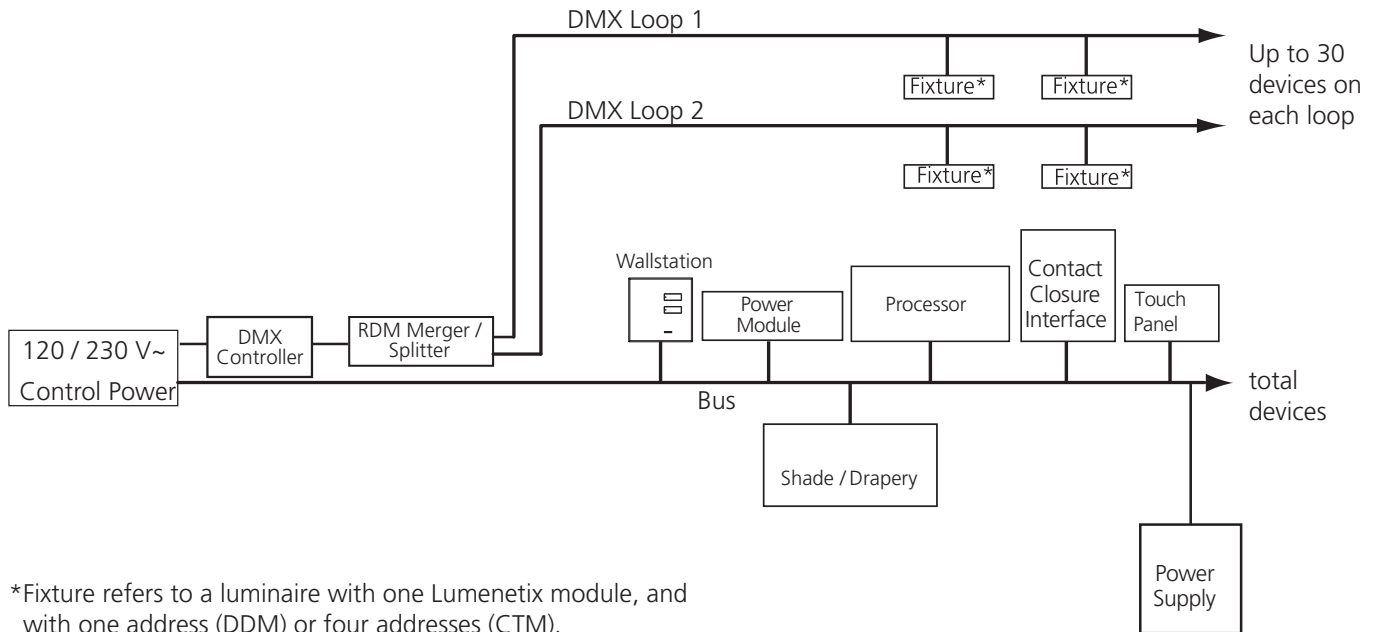 DMX Loop 1
Up to 30
devices on
each loop
Fixture*
Fixture*
DMX Loop 2
Fixture*
Fixture*
Wallstation
Power
Module
Processor
Contact
Closure
Interface
Touch
Panel
120 / 230 V~
Control Power
DMX
Controller
RDM Merger /
Splitter
Bus
total
devices
Shade / Drapery
Power
Supply
*Fixture refers to a luminaire with one Lumenetix module, and
with one address (DDM) or four addresses (CTM).